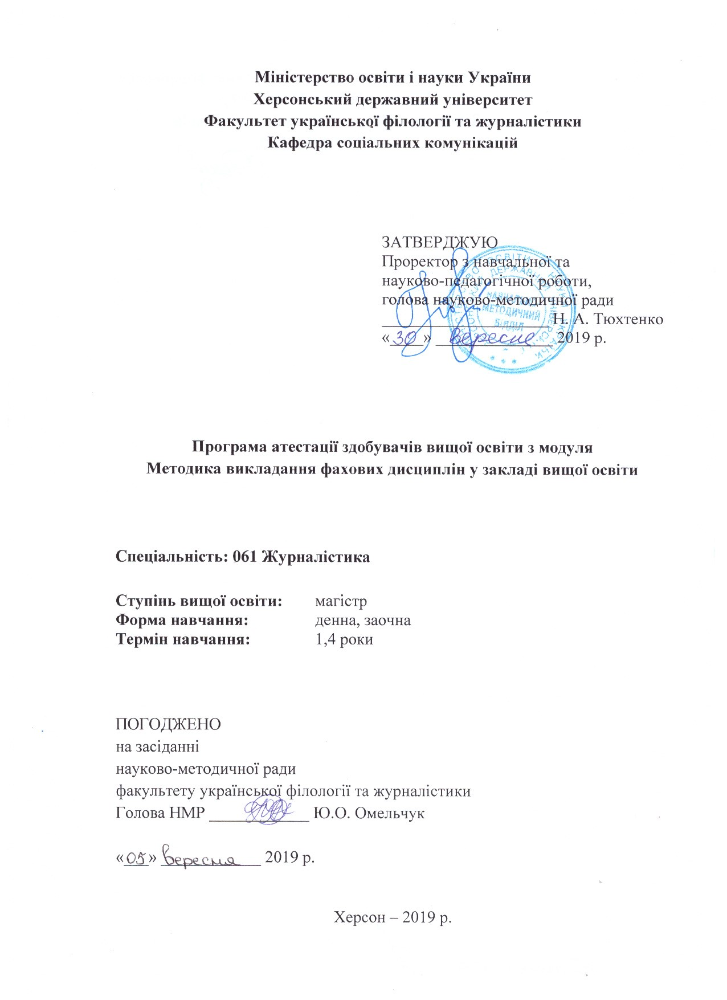 Міністерство освіти і науки України
Херсонський державний університет
Факультет української філології та журналістики
Кафедра соціальних комунікацій
ЗАТВЕРДЖУЮ
Проректор з навчальної та
науково-педагогічної роботи,
голова науково-методичної ради
____________________ Н. А. Тюхтенко
«30» вересня 2019 р.
НАВЧАЛЬНО
МЕТОДИЧНИЙ
ВІДДІЛ
Програма атестації здобувачів вищої освіти з модуля
Методика викладання фахових дисциплін у закладі вищої освіти
Спеціальність: 061 Журналістика
Ступінь вищої освіти: магістр
Форма навчання: денна, заочна
Термін навчання: 1,4 роки
ПОГОДЖЕНО
на засіданні
науково-методичної ради
факультету української філології та журналістики
Голова НМР ____________ Ю.О. Омельчук
«05» вересня 2019 р.
Херсон – 2019 р.